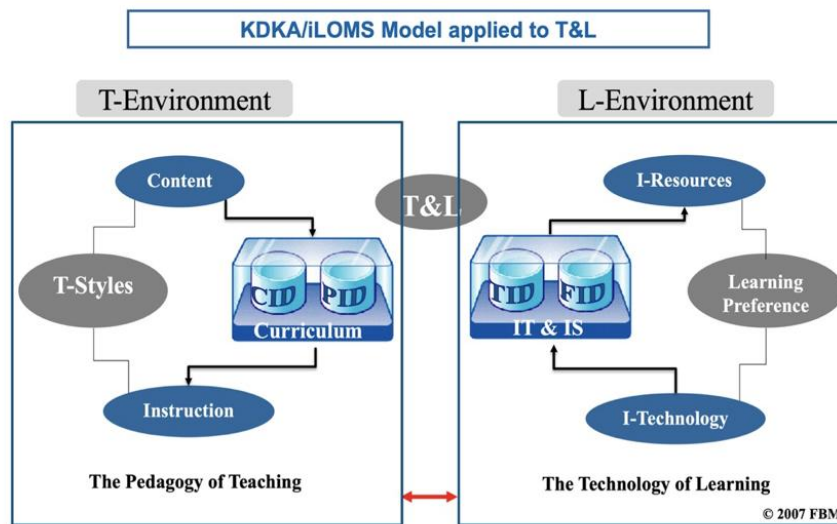 KDKA/iLOMS Model applied to T&L
T-Environment
L-Environment
Content
I-Resources
T&L
T-Styles
CID
PID
Curriculum
TID
FID
IT & IS
Learning
Preference
Instruction
I-Technology
The Pedagogy of Teaching
The Technology of Learning
© 2007 FBM